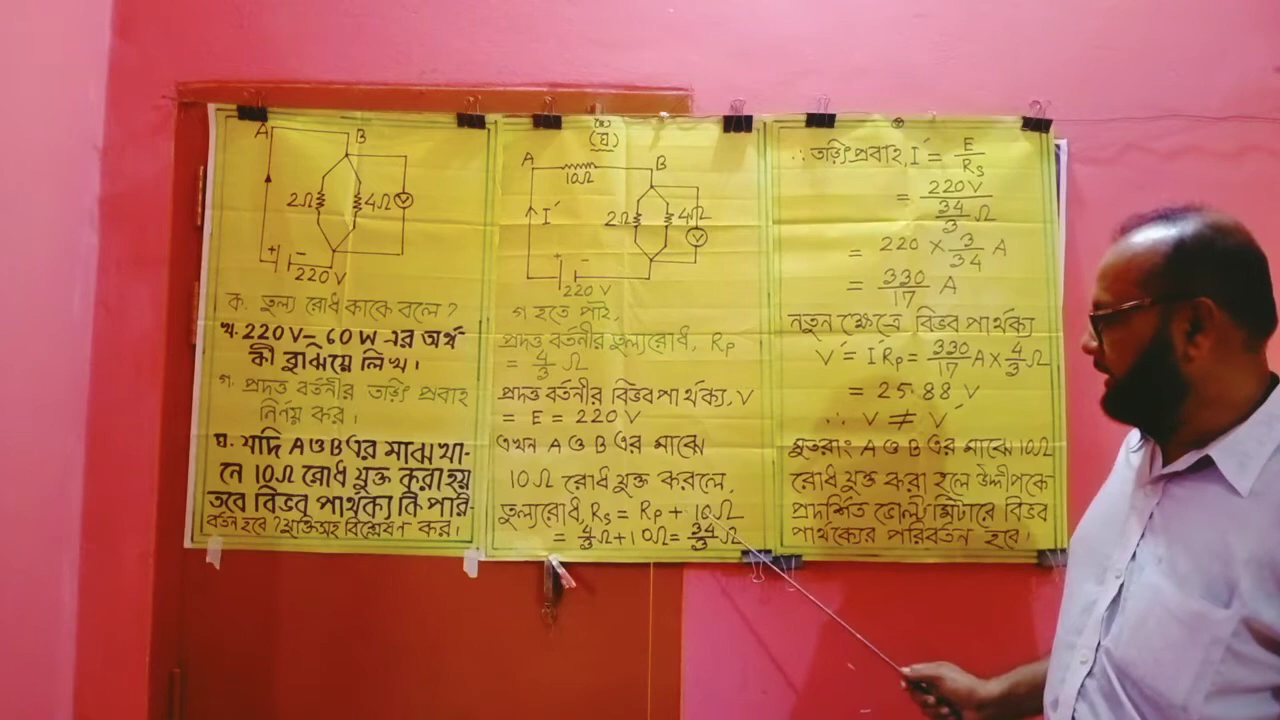 A
B
2Ω
4Ω
V
+
−
220 V
ক. তুল্য রোধ কাকে বলে ?
খ. 220 V – 60 W এর অর্থ
কী বুঝিয়ে লিখ।
গ. প্রদত্ত বর্তনীর তড়িৎ প্রবাহ
নির্ণয় কর।
ঘ. যদি A ও B এর মাঝখা-
নে 10Ω রোধ যুক্ত করা হয়
তবে বিভব পার্থক্যে কি পরি-
বর্তন হবে ? যুক্তিসহ বিশ্লেষণ কর।
(ঘ)
A
B
10Ω
I′
2Ω
4Ω
V
+
−
220 V
গ হতে পাই,
প্রদত্ত বর্তনীর তুল্যরোধ, Rp
= 4/3 Ω
প্রদত্ত বর্তনীর বিভব পার্থক্য, V
= E = 220 V
এখন A ও B এর মাঝে
10Ω রোধ যুক্ত করলে,
তুল্যরোধ, Rs = Rp + 10Ω
= 4/3 Ω + 10Ω = 34/3 Ω
∴ তড়িৎ প্রবাহ, I′ = E/Rs
= 220V / (34/3 Ω)
= 220 × 3/34 A
= 330/17 A
নতুন ক্ষেত্রে বিভব পার্থক্য
V′ = I′Rp = 330/17 A × 4/3 Ω
= 25.88 V
∴ V ≠ V′
সুতরাং A ও B এর মাঝে 10Ω
রোধ যুক্ত করা হলে উদ্দীপকে
প্রদর্শিত ভোল্টমিটারে বিভব
পার্থক্যের পরিবর্তন হবে।